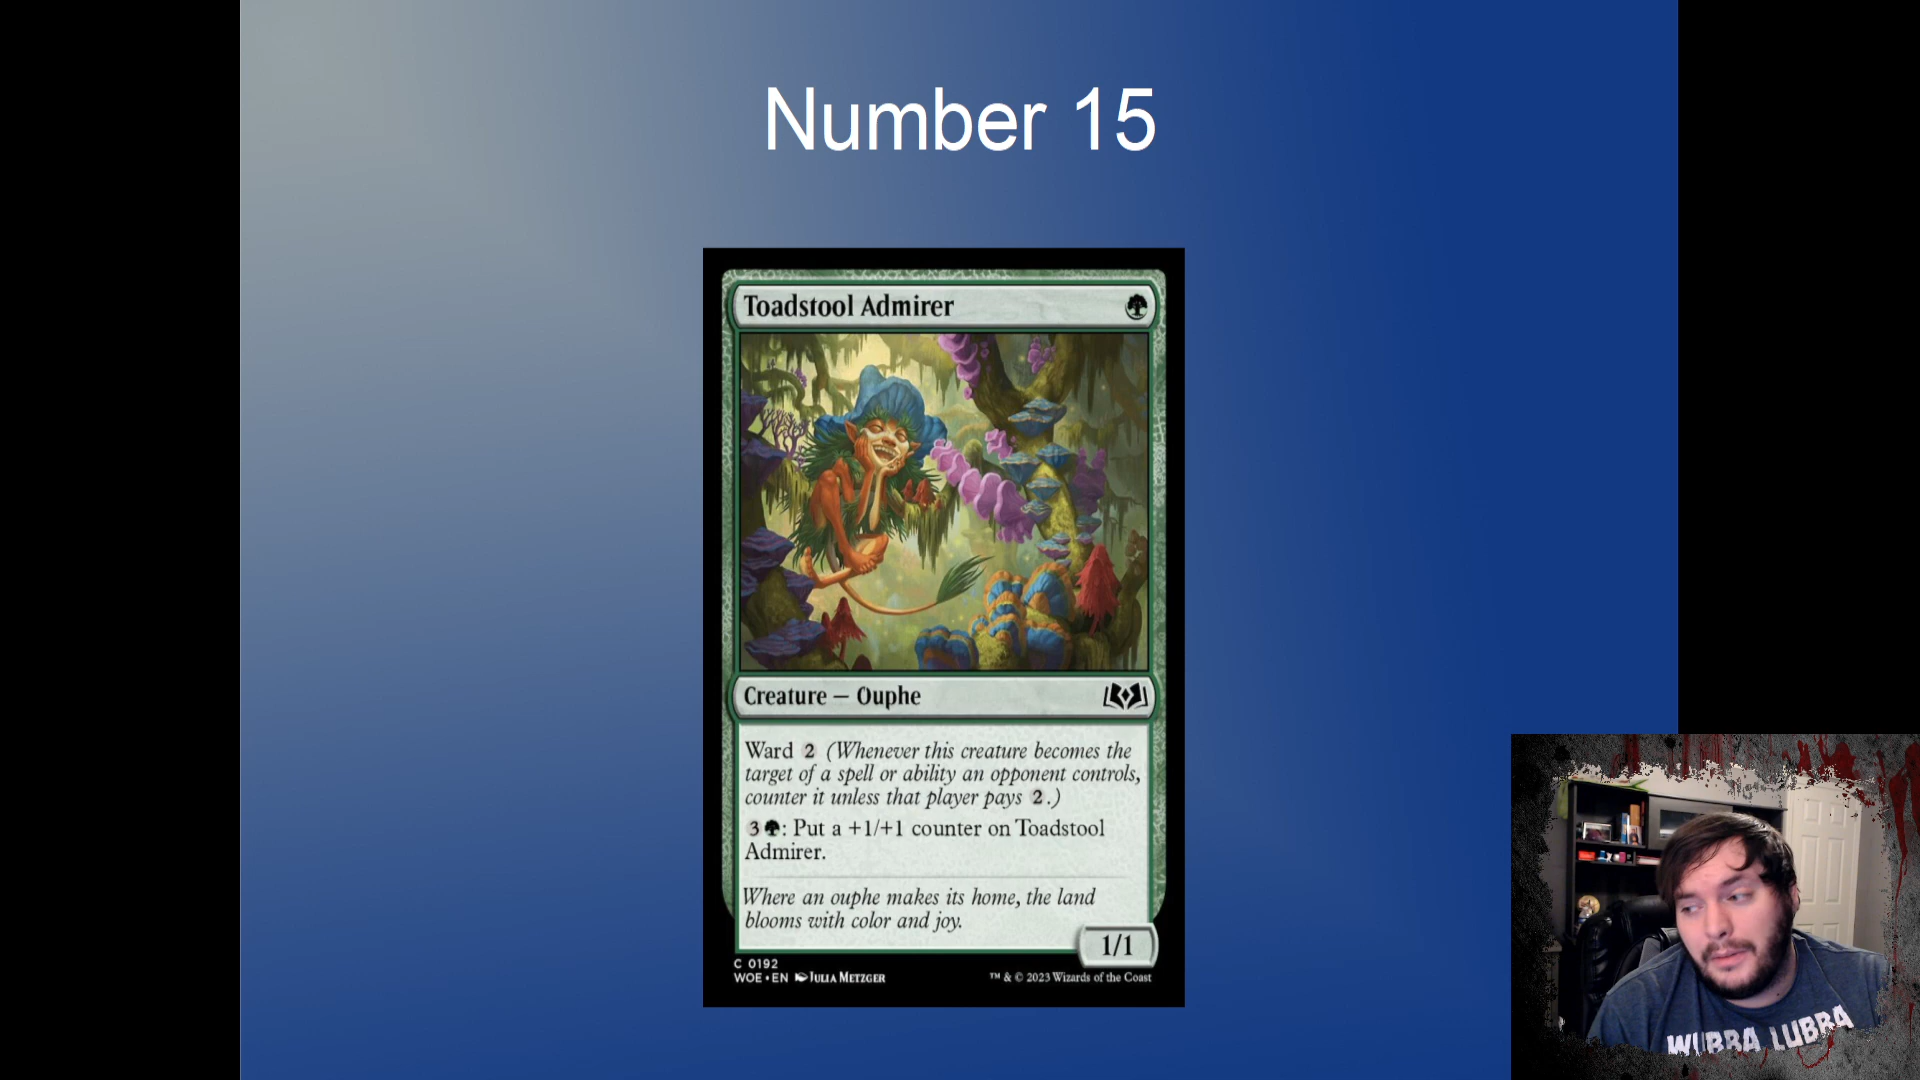 Number 15
Toadstool Admirer
Creature — Ouphe
Ward 2 (Whenever this creature becomes the
target of a spell or ability an opponent controls,
counter it unless that player pays 2.)
3: Put a +1/+1 counter on Toadstool
Admirer.
Where an ouphe makes its home, the land
blooms with color and joy.
1/1
C 0192
WOE • EN JULIA METZGER
™ & © 2023 Wizards of the Coast
WUBBA LUBBA